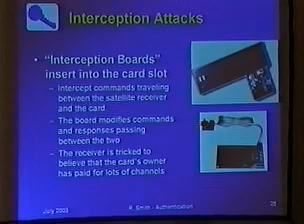 Interception Attacks
• “Interception Boards”
insert into the card slot
– Intercept commands traveling
between the satellite receiver
and the card.
– The board modifies commands
and responses passing
between the two
– The receiver is tricked to
believe that the card's owner
has paid for lots of channels
July 2003
R. Smith - Authentication